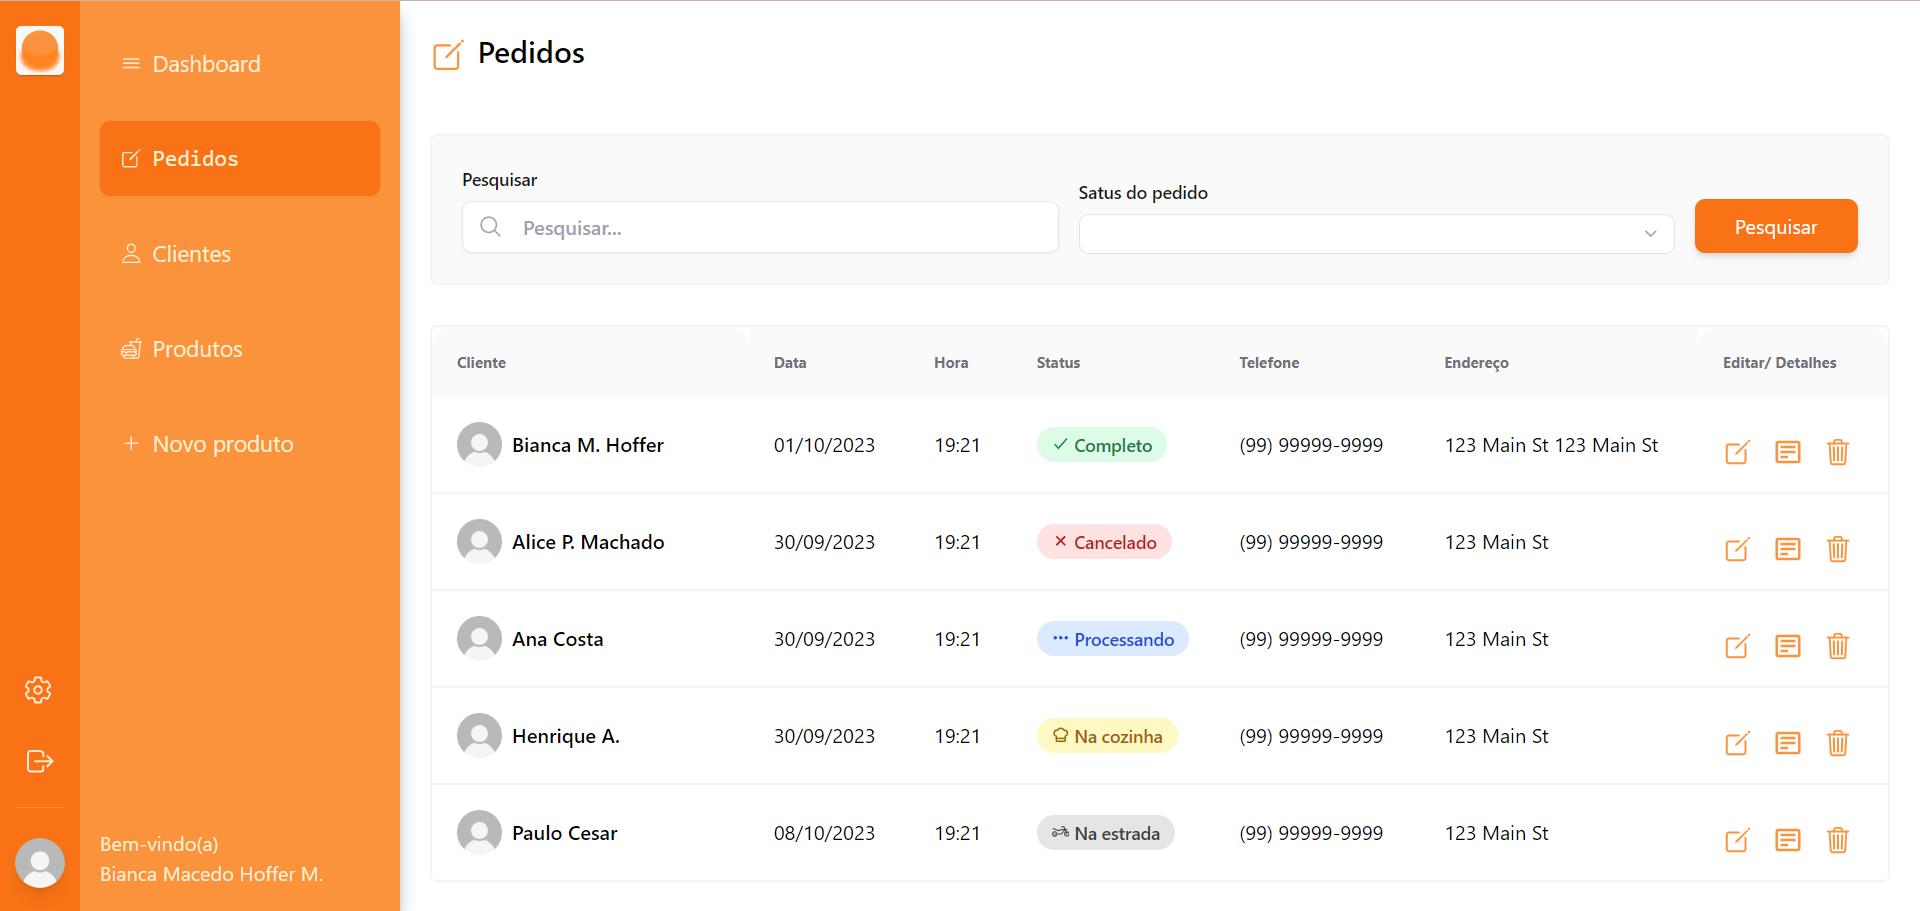 Dashboard
Pedidos
Clientes
Produtos
Novo produto
Bem-vindo(a)
Bianca Macedo Hoffer M.
Pedidos
Pesquisar
Pesquisar...
Satus do pedido
Pesquisar
Cliente Data Hora Status Telefone Endereço Editar/ Detalhes
Bianca M. Hoffer 01/10/2023 19:21 Completo (99) 99999-9999 123 Main St 123 Main St
Alice P. Machado 30/09/2023 19:21 Cancelado (99) 99999-9999 123 Main St
Ana Costa 30/09/2023 19:21 Processando (99) 99999-9999 123 Main St
Henrique A. 30/09/2023 19:21 Na cozinha (99) 99999-9999 123 Main St
Paulo Cesar 08/10/2023 19:21 Na estrada (99) 99999-9999 123 Main St